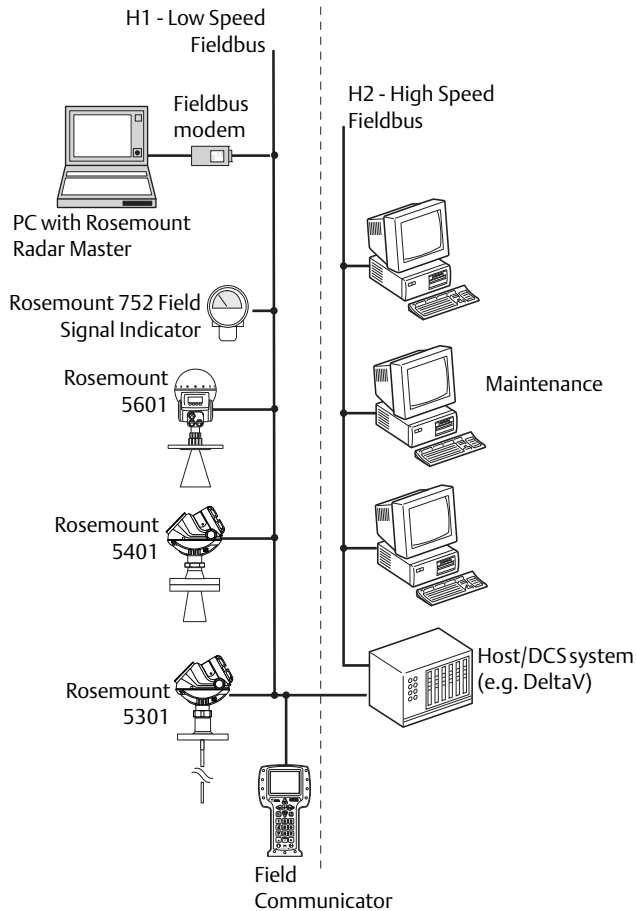 H1 - Low Speed
Fieldbus
H2 - High Speed
Fieldbus
Fieldbus
modem
PC with Rosemount
Radar Master
Rosemount 752 Field
Signal Indicator
Rosemount
5601
Maintenance
Rosemount
5401
Host/DCS system
(e.g. DeltaV)
Rosemount
5301
Field
Communicator